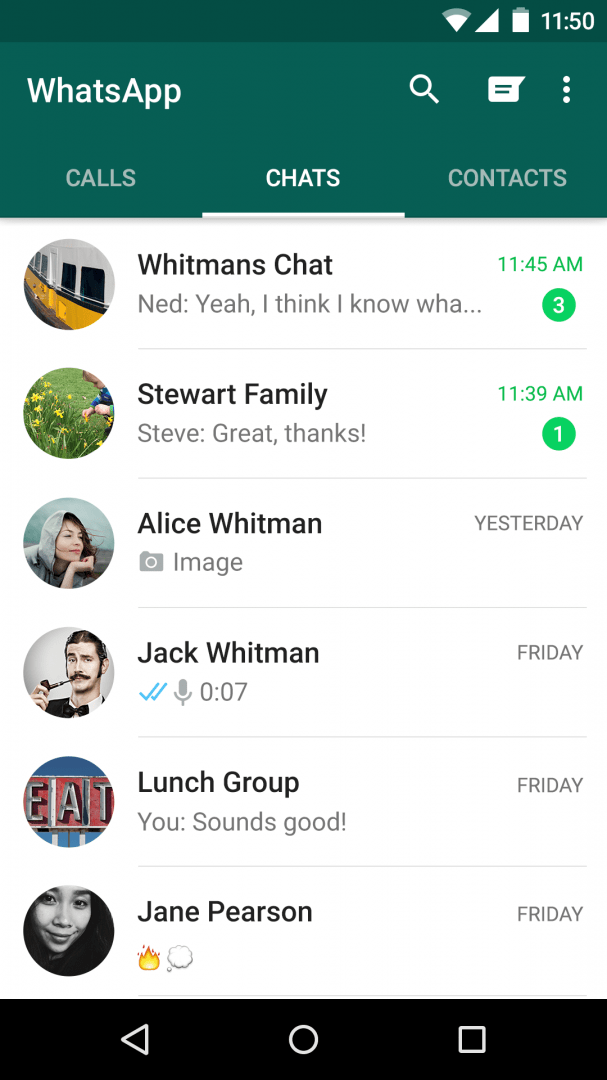 11:50
WhatsApp
CALLS CHATS CONTACTS
Whitmans Chat 11:45 AM
Ned: Yeah, I think I know wha... 3
Stewart Family 11:39 AM
Steve: Great, thanks! 1
Alice Whitman YESTERDAY
Image
Jack Whitman FRIDAY
0:07
EAT
Lunch Group FRIDAY
You: Sounds good!
Jane Pearson FRIDAY
🔥💭